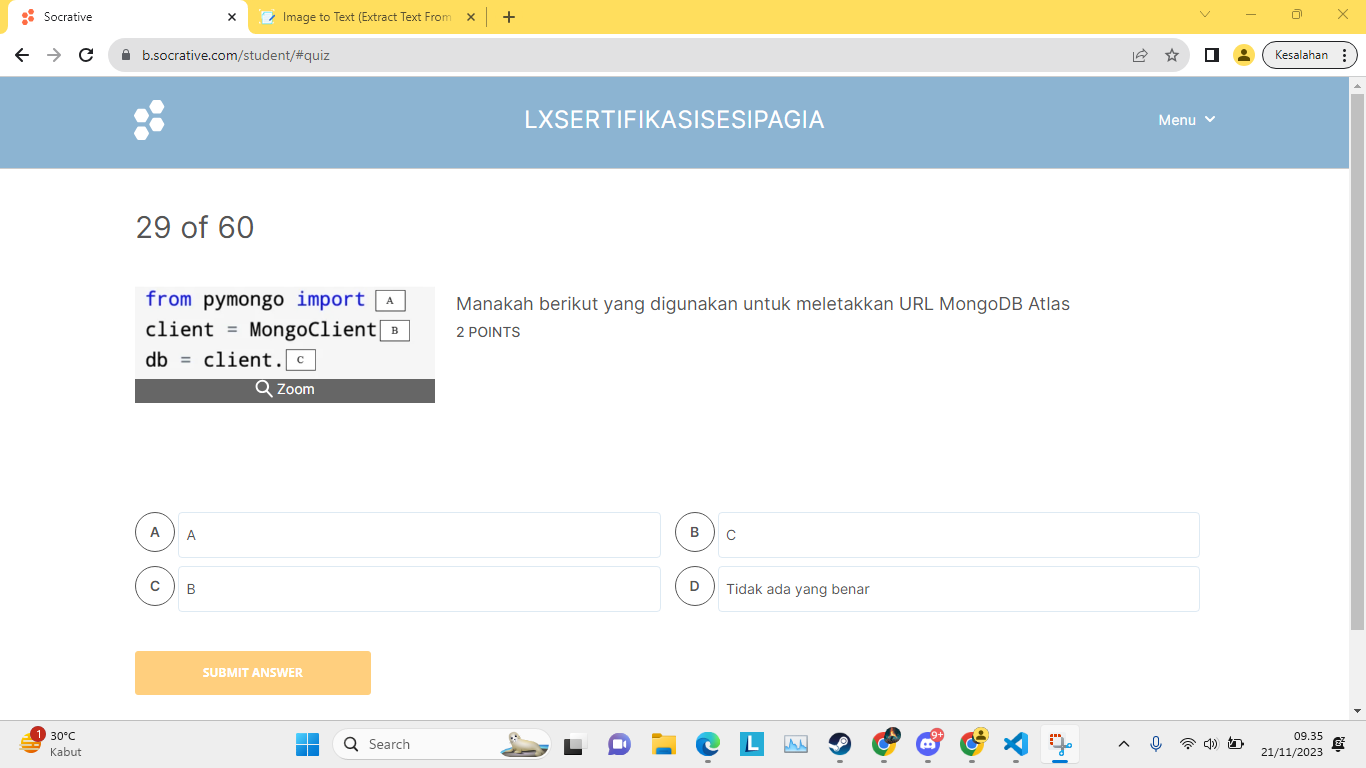 Socrative
Image to Text (Extract Text From
b.socrative.com/student/#quiz
Kesalahan
LXSERTIFIKASISESIPAGIA
Menu
29 of 60
from pymongo import A
client = MongoClient B
db = client. C
Zoom
Manakah berikut yang digunakan untuk meletakkan URL MongoDB Atlas
2 POINTS
A A
B C
C B
D Tidak ada yang benar
SUBMIT ANSWER
1
30°C
Kabut
Search
L
9+
09.35
21/11/2023